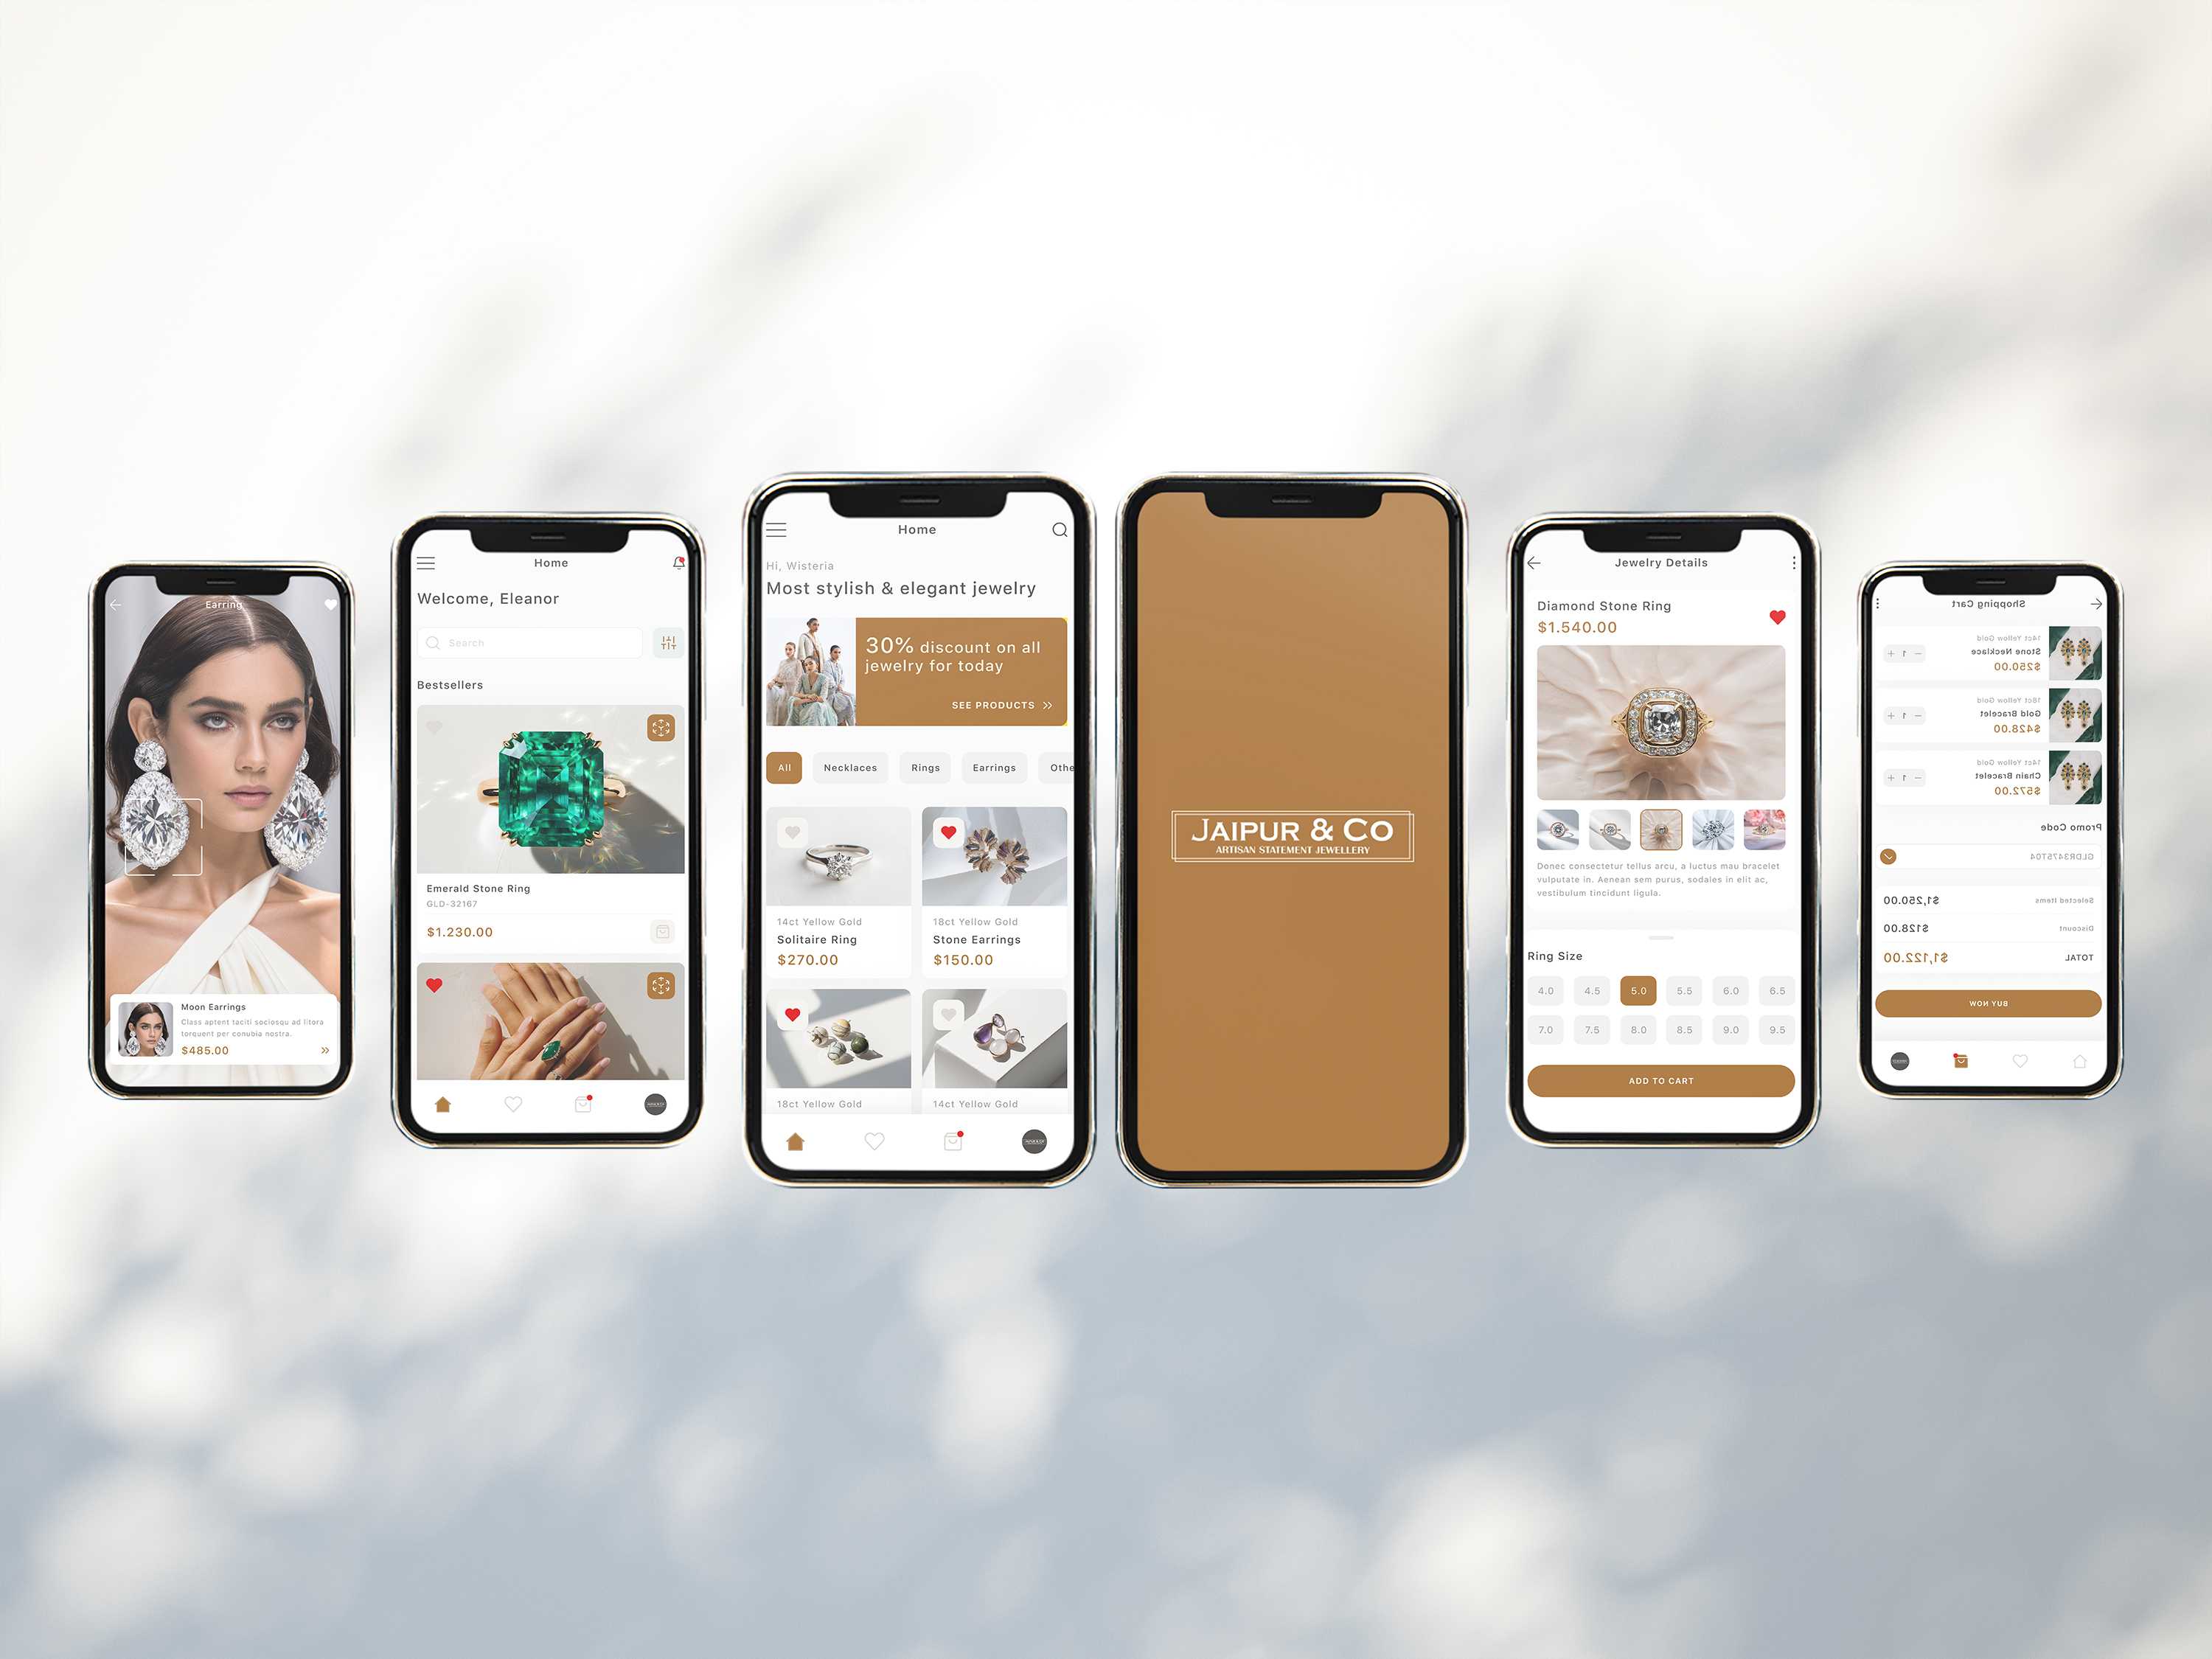 Earring
Moon Earrings
Class aptent taciti sociosqu ad litora
torquent per conubia nostra.
$485.00
Home
Welcome, Eleanor
Search
Bestsellers
Emerald Stone Ring
GLD-32167
$1.230.00
Home
Hi, Wisteria
Most stylish & elegant jewelry
30% discount on all
jewelry for today
SEE PRODUCTS
All Necklaces Rings Earrings Othe
14ct Yellow Gold
Solitaire Ring
$270.00
18ct Yellow Gold
Stone Earrings
$150.00
18ct Yellow Gold
14ct Yellow Gold
JAIPUR & CO
ARTISAN STATEMENT JEWELLERY
Jewelry Details
Diamond Stone Ring
$1.540.00
Donec consectetur tellus arcu, a luctus mau bracelet
vulputate in. Aenean sem purus, sodales in elit ac,
vestibulum tincidunt ligula.
Ring Size
4.0 4.5 5.0 5.5 6.0 6.5
7.0 7.5 8.0 8.5 9.0 9.5
ADD TO CART
Shopping Cart
14ct Yellow Gold
Stone Necklace
$250.00
− 1 +
18ct Yellow Gold
Gold Bracelet
$428.00
− 1 +
14ct Yellow Gold
Chain Bracelet
$572.00
− 1 +
Promo Code
GLDR3475T04
Selected Items $1,250.00
Discount $128.00
TOTAL $1,122.00
BUY NOW